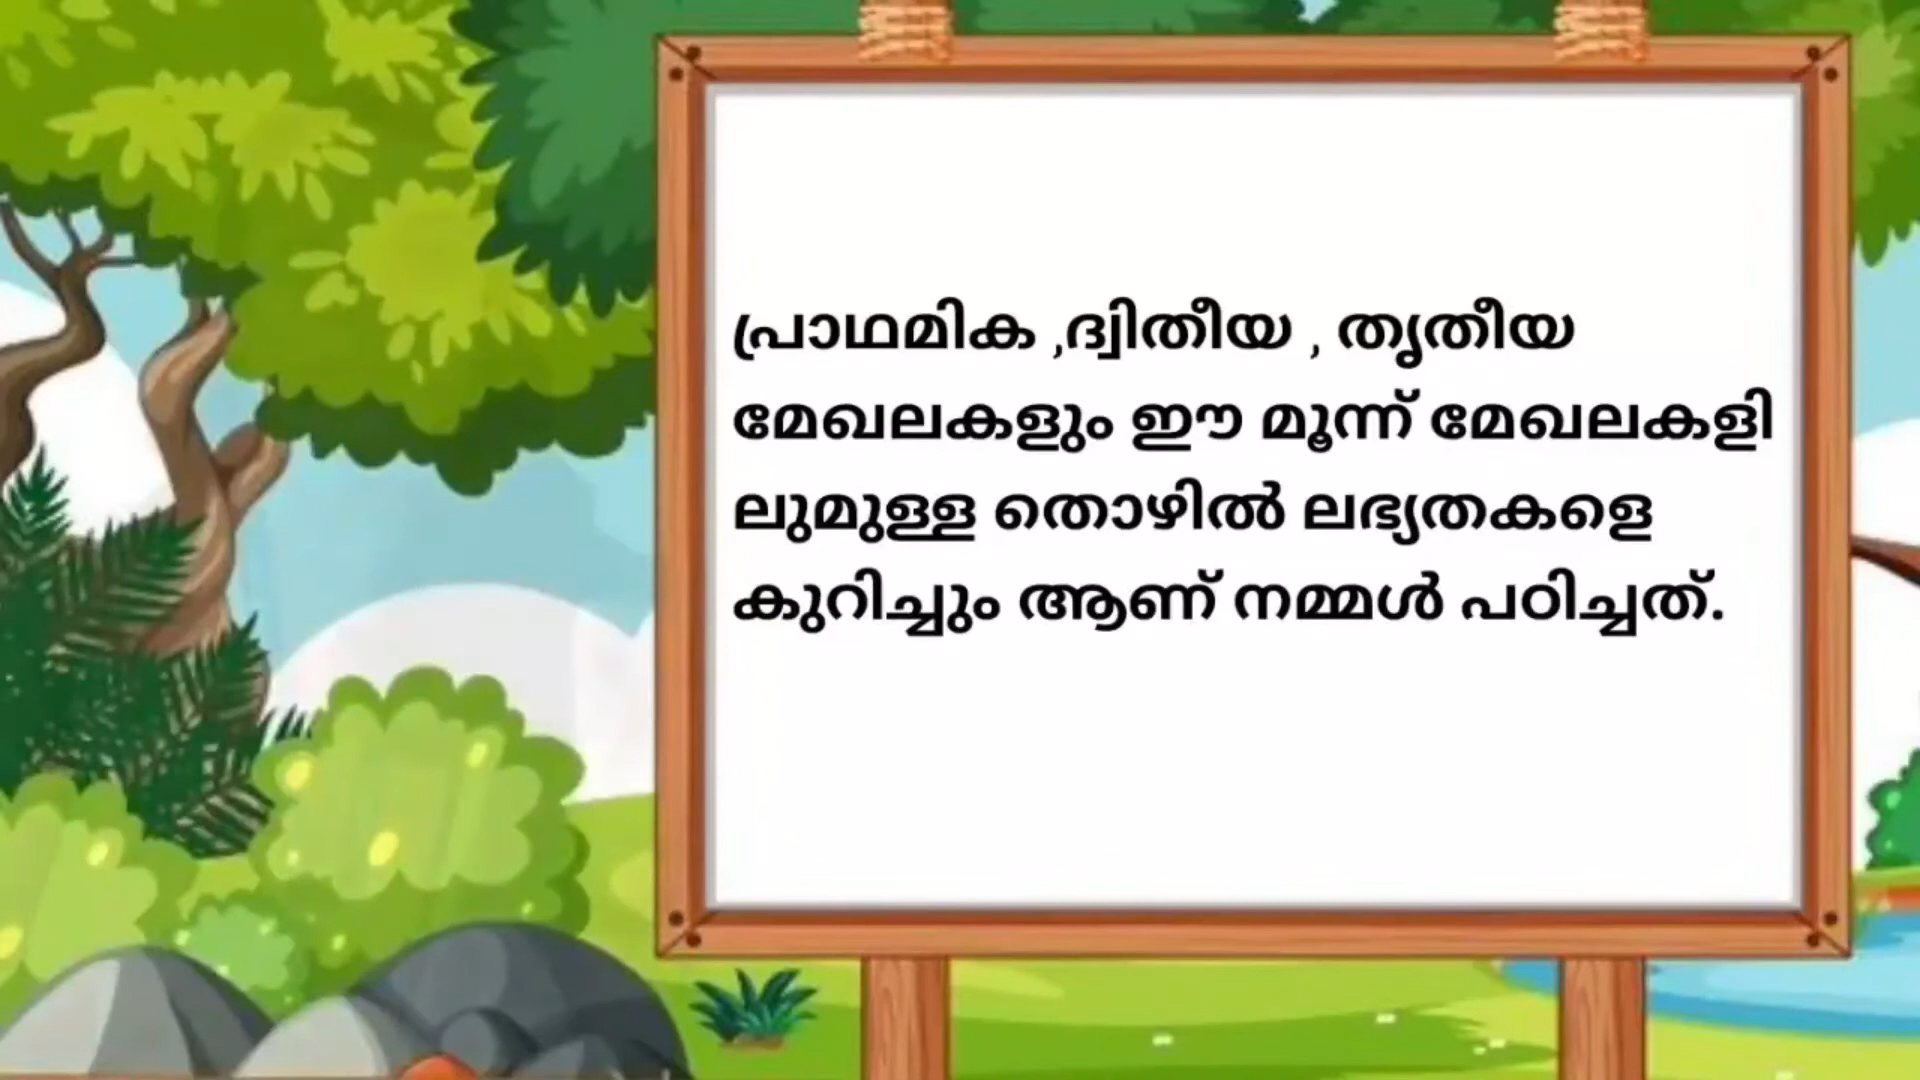 പ്രാഥമിക ,ദ്വിതീയ , തൃതീയ
മേഖലകളും ഈ മൂന്ന് മേഖലകളി
ലുമുള്ള തൊഴിൽ ലഭ്യതകളെ
കുറിച്ചും ആണ് നമ്മൾ പഠിച്ചത്.